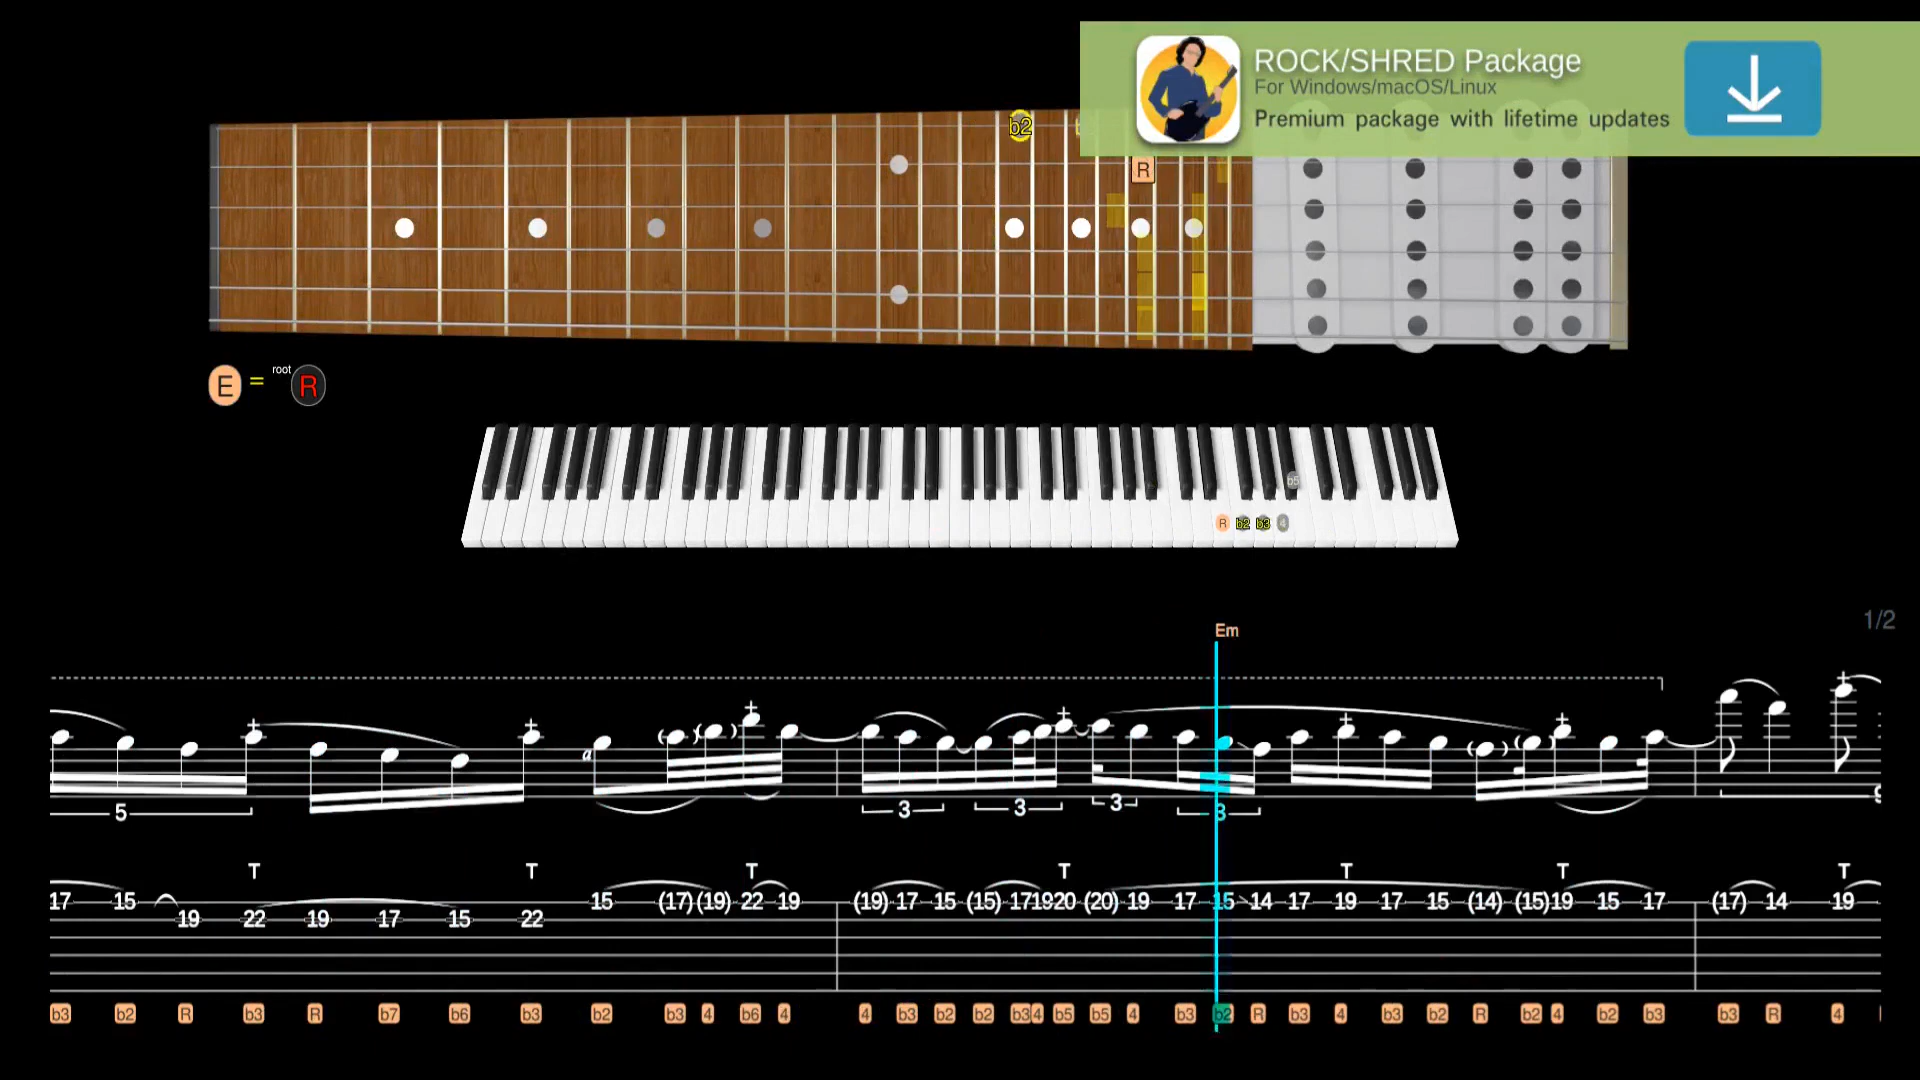 ROCK/SHRED Package
For Windows/macOS/Linux
Premium package with lifetime updates
b2
R
E = root R
b5
R b2 b3 4
1/2
Em
5 3 3 3 3
T T T T T T T
17 15 19 22 19 17 15 22 15 (17) (19) 22 19 (19) 17 15 (15) 17 19 20 (20) 19 17 15 14 17 19 17 15 (14) (15) 19 15 17 (17) 14 19
b3 b2 R b3 R b7 b6 b3 b2 b3 4 b6 4 4 b3 b2 b2 b3 4 b5 b5 4 b3 b2 R b3 4 b3 b2 R b2 4 b2 b3 b3 R 4